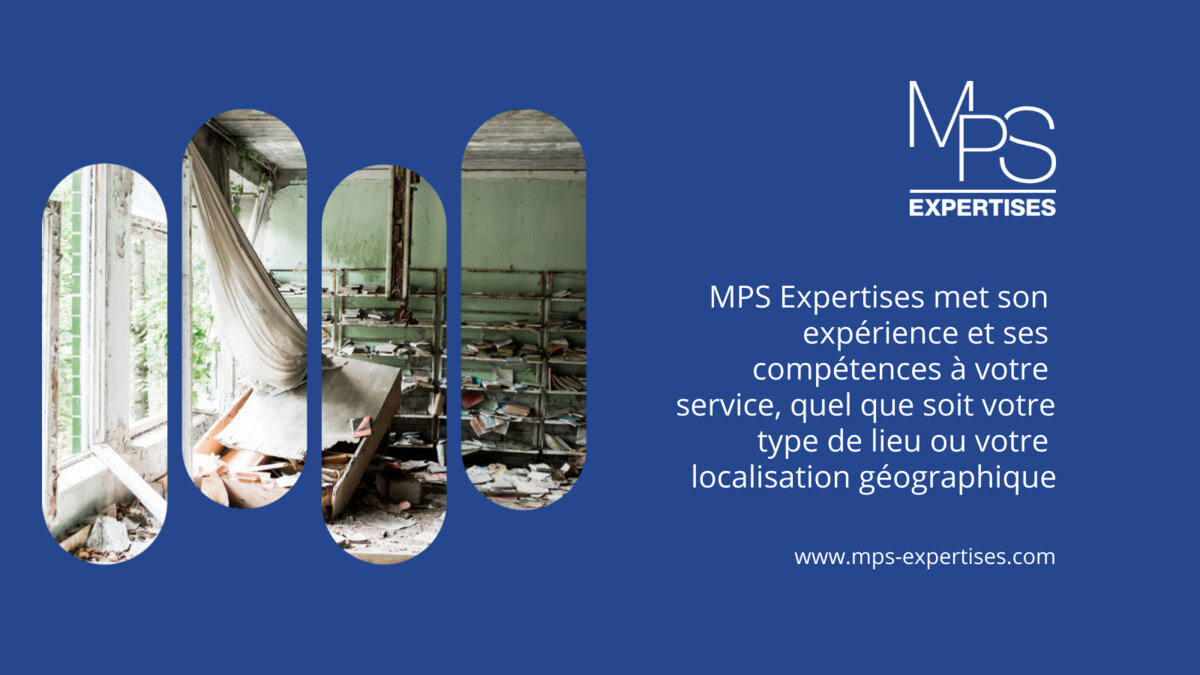 MPS
EXPERTISES
MPS Expertises met son
expérience et ses
compétences à votre
service, quel que soit votre
type de lieu ou votre
localisation géographique
www.mps-expertises.com